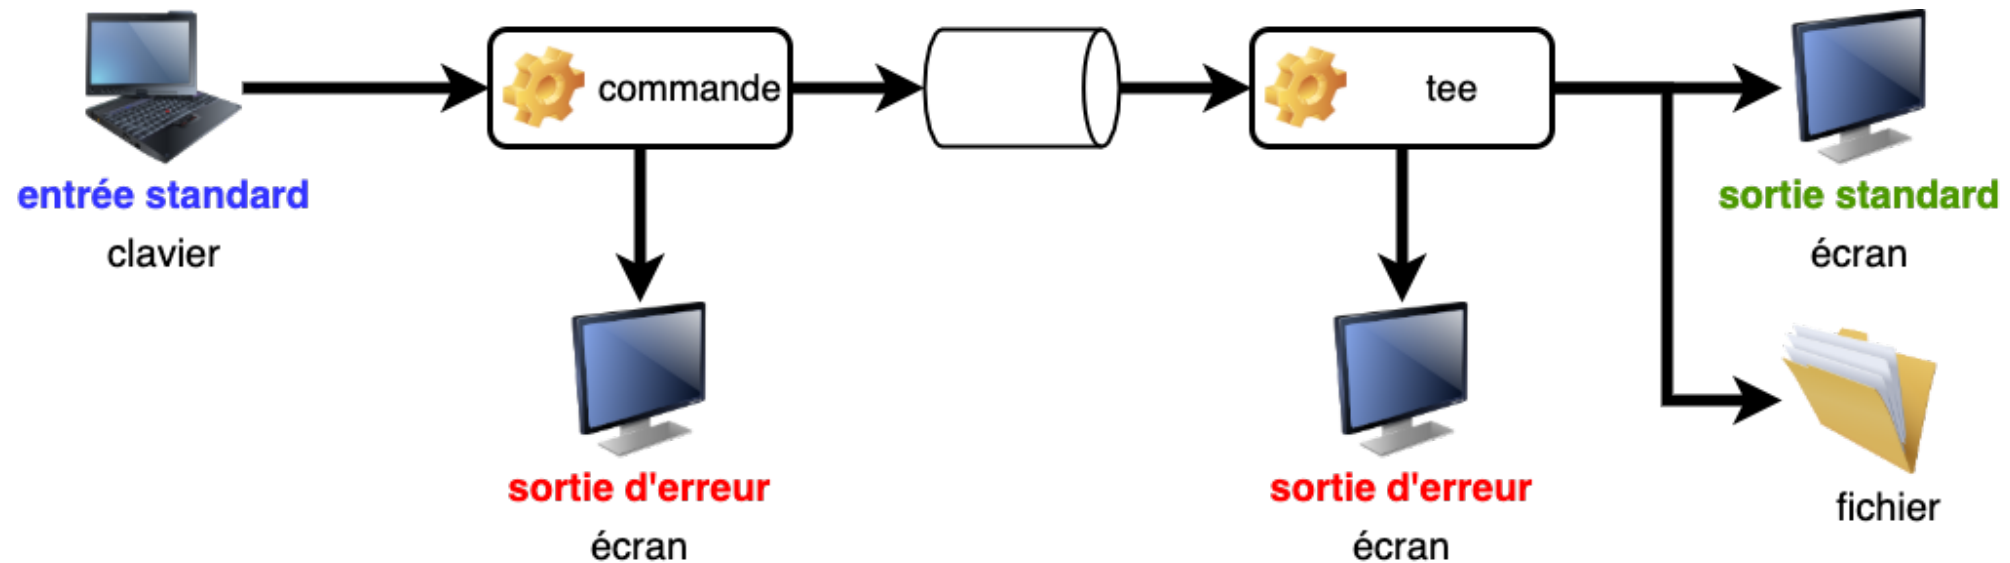 commande
tee
entrée standard
clavier
sortie standard
écran
sortie d'erreur
écran
sortie d'erreur
écran
fichier